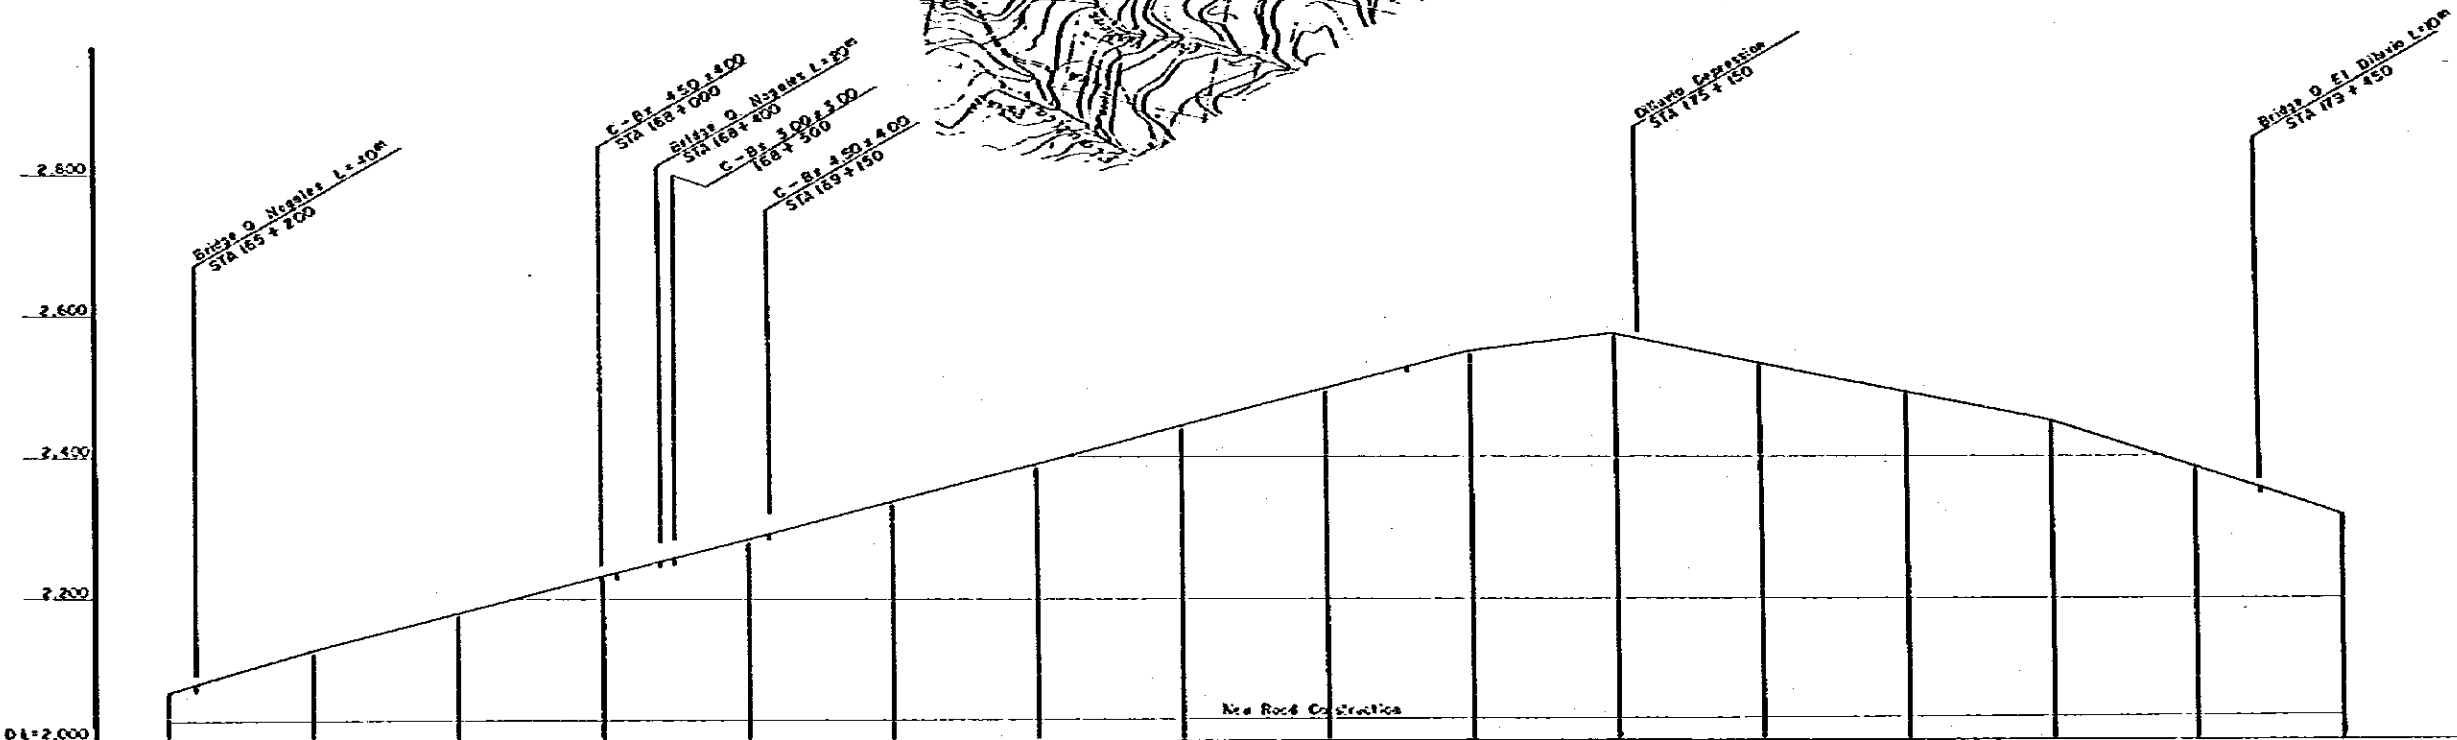 Bridge Q Nogales L=40m
STA 165 + 200
C-Bx 4.50 x 4.00
STA 168 + 000
Bridge Q Nogales L=20m
STA 168 + 400
C-Bx 3.00 x 3.00
168 + 500
C-Bx 4.50 x 4.00
STA 169 + 150
Diluvio Depression
STA 175 + 150
Bridge Q El Diluvio L=10m
STA 179 + 450
2.800
2.600
2.400
2.200
DL=2.000
New Road Construction